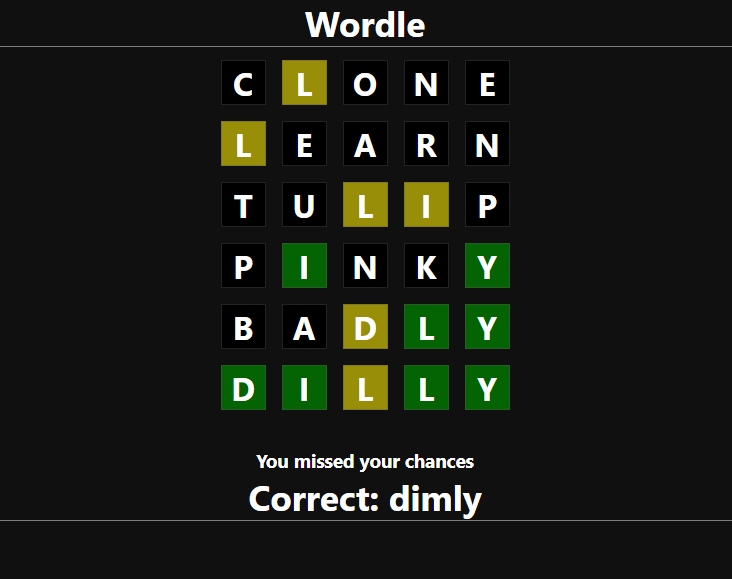 Wordle
C L O N E
L E A R N
T U L I P
P I N K Y
B A D L Y
D I L L Y
You missed your chances
Correct: dimly